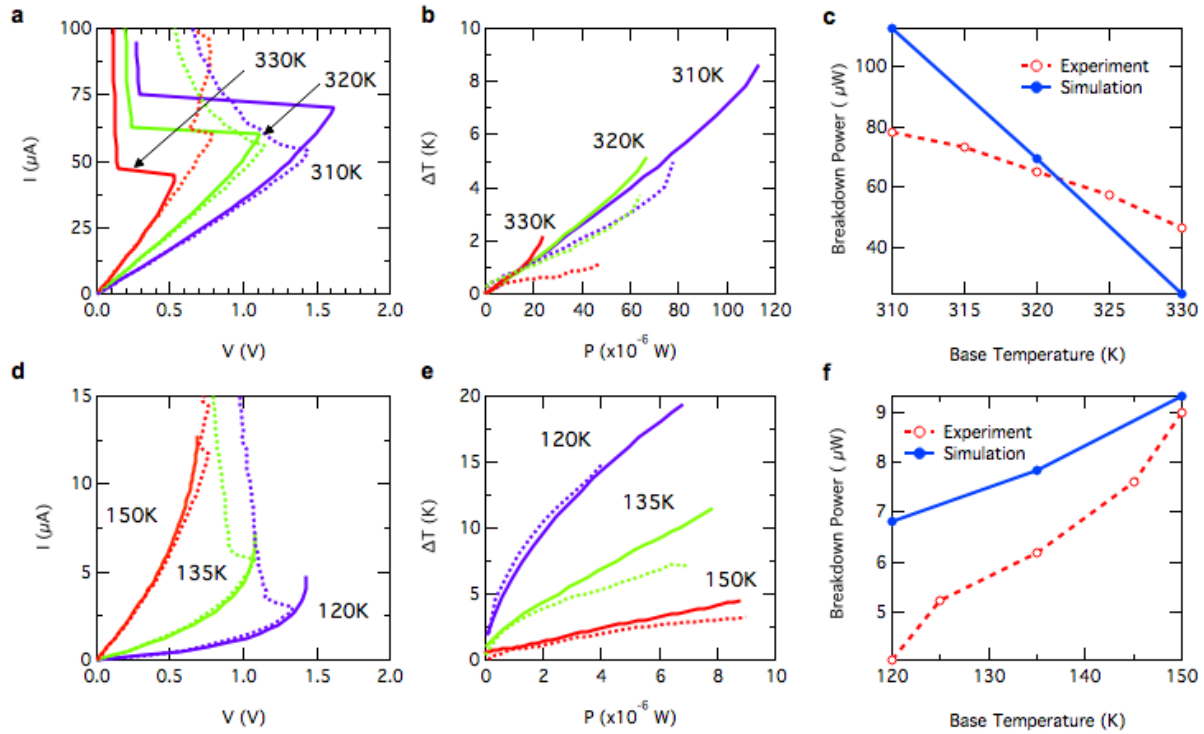 a
100
75
50
25
0
I (µA)
0.0 0.5 1.0 1.5 2.0
V (V)
330K
320K
310K
b
10
8
6
4
2
0
ΔT (K)
0 20 40 60 80 100 120
P (x10⁻⁶ W)
310K
320K
330K
c
100
80
60
40
Breakdown Power ( µW)
310 315 320 325 330
Base Temperature (K)
Experiment
Simulation
d
15
10
5
0
I (µA)
0.0 0.5 1.0 1.5 2.0
V (V)
150K
135K
120K
e
20
15
10
5
0
ΔT (K)
0 2 4 6 8 10
P (x10⁻⁶ W)
120K
135K
150K
f
9
8
7
6
5
Breakdown Power ( µW)
120 130 140 150
Base Temperature (K)
Experiment
Simulation